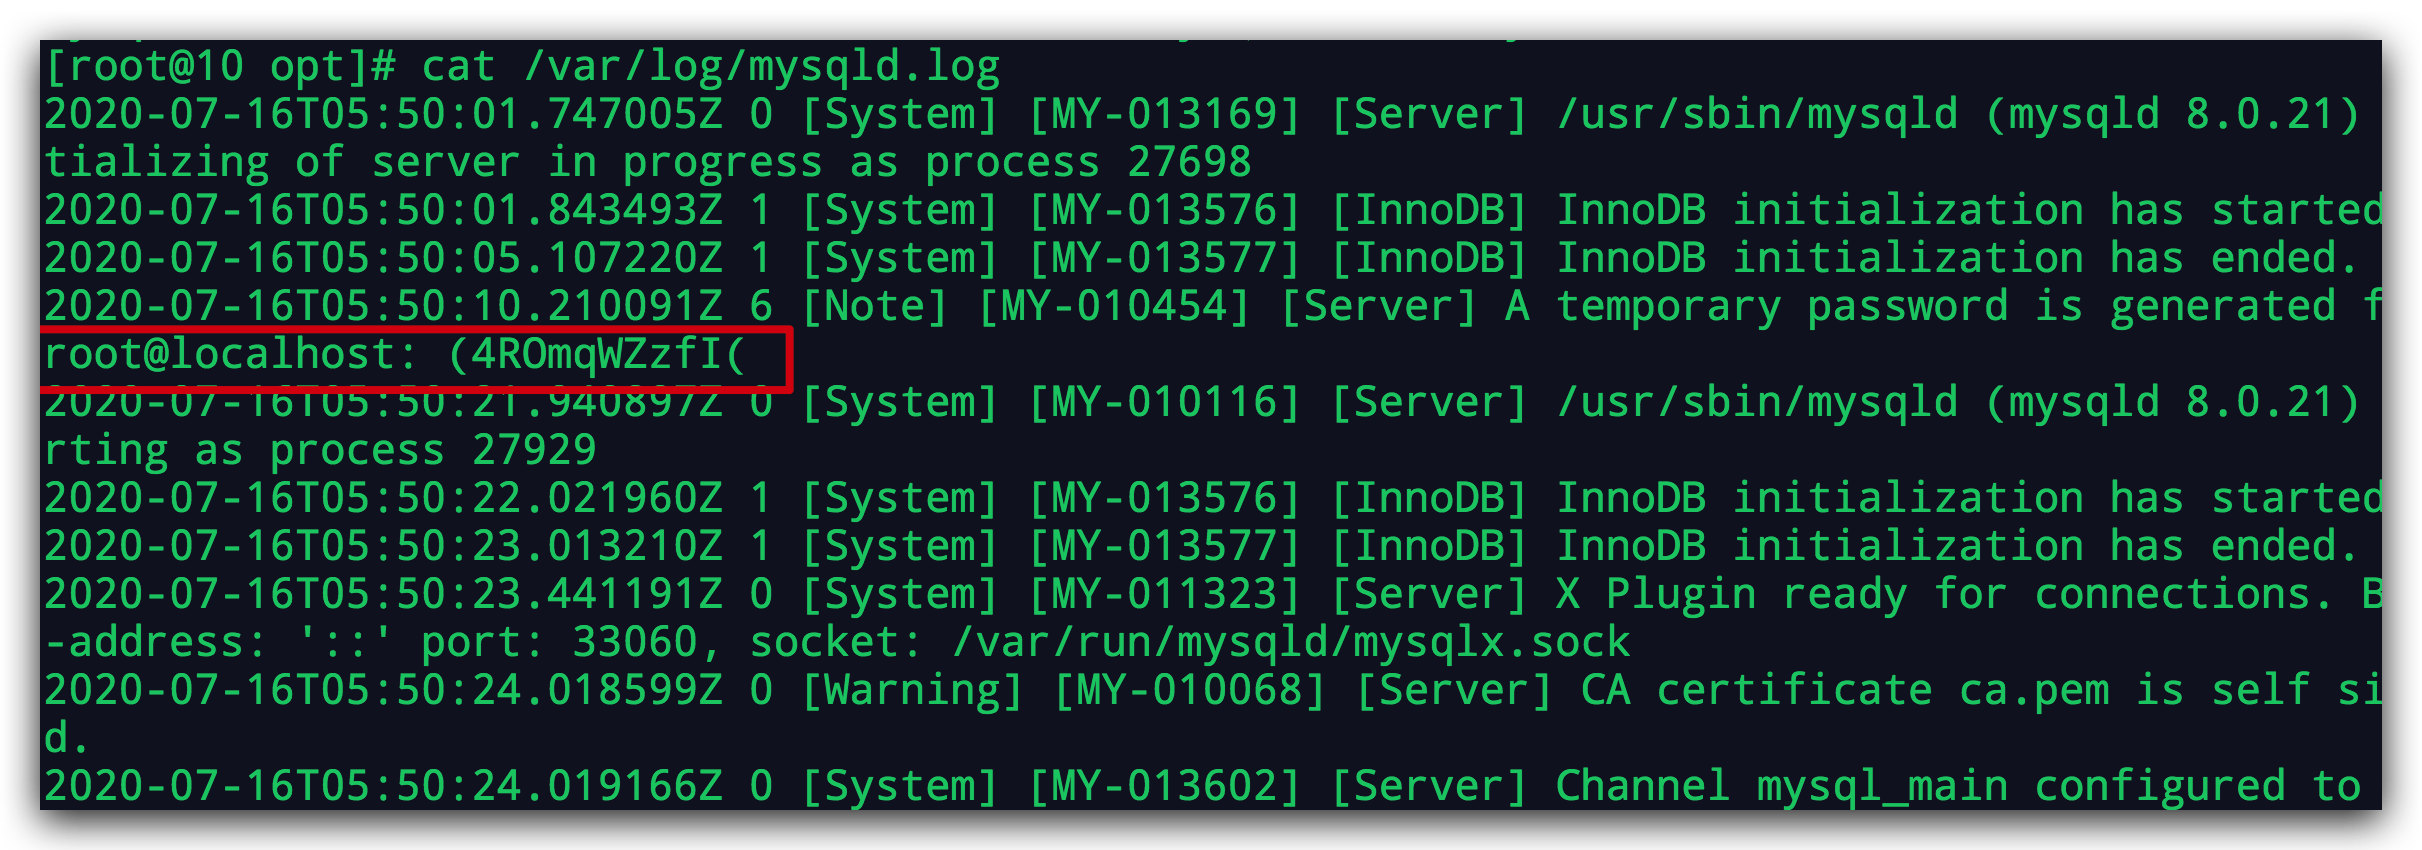 [root@10 opt]# cat /var/log/mysqld.log
2020-07-16T05:50:01.747005Z 0 [System] [MY-013169] [Server] /usr/sbin/mysqld (mysqld 8.0.21)
tializing of server in progress as process 27698
2020-07-16T05:50:01.843493Z 1 [System] [MY-013576] [InnoDB] InnoDB initialization has started
2020-07-16T05:50:05.107220Z 1 [System] [MY-013577] [InnoDB] InnoDB initialization has ended.
2020-07-16T05:50:10.210091Z 6 [Note] [MY-010454] [Server] A temporary password is generated f
root@localhost: (4ROmqWZzfI(
2020-07-16T05:50:21.940897Z 0 [System] [MY-010116] [Server] /usr/sbin/mysqld (mysqld 8.0.21)
rting as process 27929
2020-07-16T05:50:22.021960Z 1 [System] [MY-013576] [InnoDB] InnoDB initialization has started
2020-07-16T05:50:23.013210Z 1 [System] [MY-013577] [InnoDB] InnoDB initialization has ended.
2020-07-16T05:50:23.441191Z 0 [System] [MY-011323] [Server] X Plugin ready for connections. B
-address: '::' port: 33060, socket: /var/run/mysqld/mysqlx.sock
2020-07-16T05:50:24.018599Z 0 [Warning] [MY-010068] [Server] CA certificate ca.pem is self si
d.
2020-07-16T05:50:24.019166Z 0 [System] [MY-013602] [Server] Channel mysql_main configured to